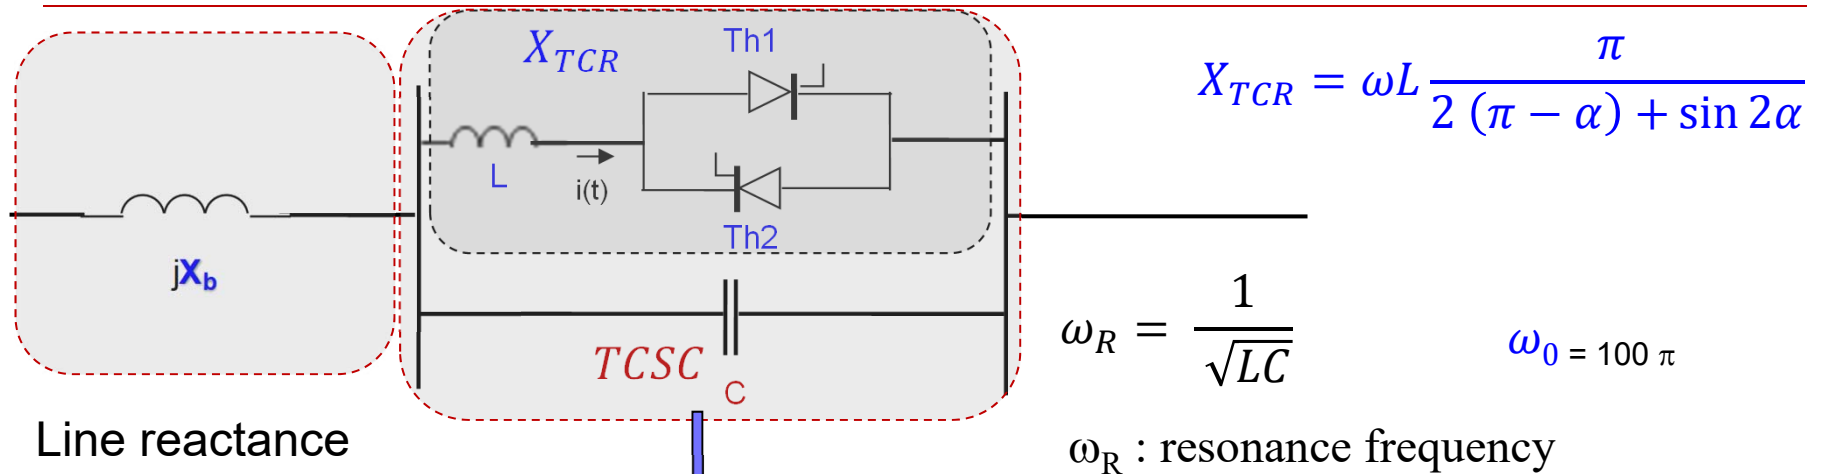 X_TCR
Th1
L
i(t)
Th2
jX_b
TCSC
C
Line reactance
X_TCR = ωL π / (2 (π − α) + sin 2α)
ω_R = 1 / √LC
ω_0 = 100 π
ω_R : resonance frequency